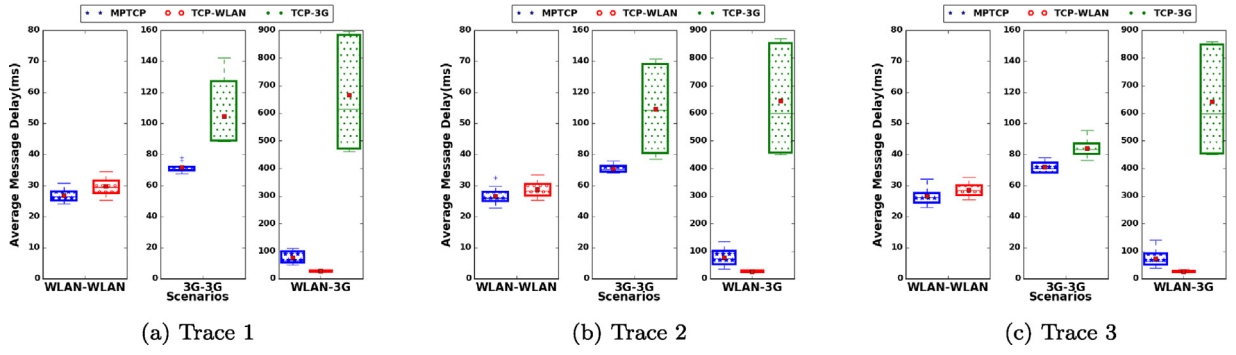 MPTCP TCP-WLAN TCP-3G
Average Message Delay(ms)
80 70 60 50 40 30 20 10 0
160 140 120 100 80 60 40 20 0
900 800 700 600 500 400 300 200 100 0
WLAN-WLAN 3G-3G WLAN-3G
Scenarios
(a) Trace 1
MPTCP TCP-WLAN TCP-3G
Average Message Delay(ms)
80 70 60 50 40 30 20 10 0
160 140 120 100 80 60 40 20 0
900 800 700 600 500 400 300 200 100 0
WLAN-WLAN 3G-3G WLAN-3G
Scenarios
(b) Trace 2
MPTCP TCP-WLAN TCP-3G
Average Message Delay(ms)
80 70 60 50 40 30 20 10 0
160 140 120 100 80 60 40 20 0
900 800 700 600 500 400 300 200 100 0
WLAN-WLAN 3G-3G WLAN-3G
Scenarios
(c) Trace 3